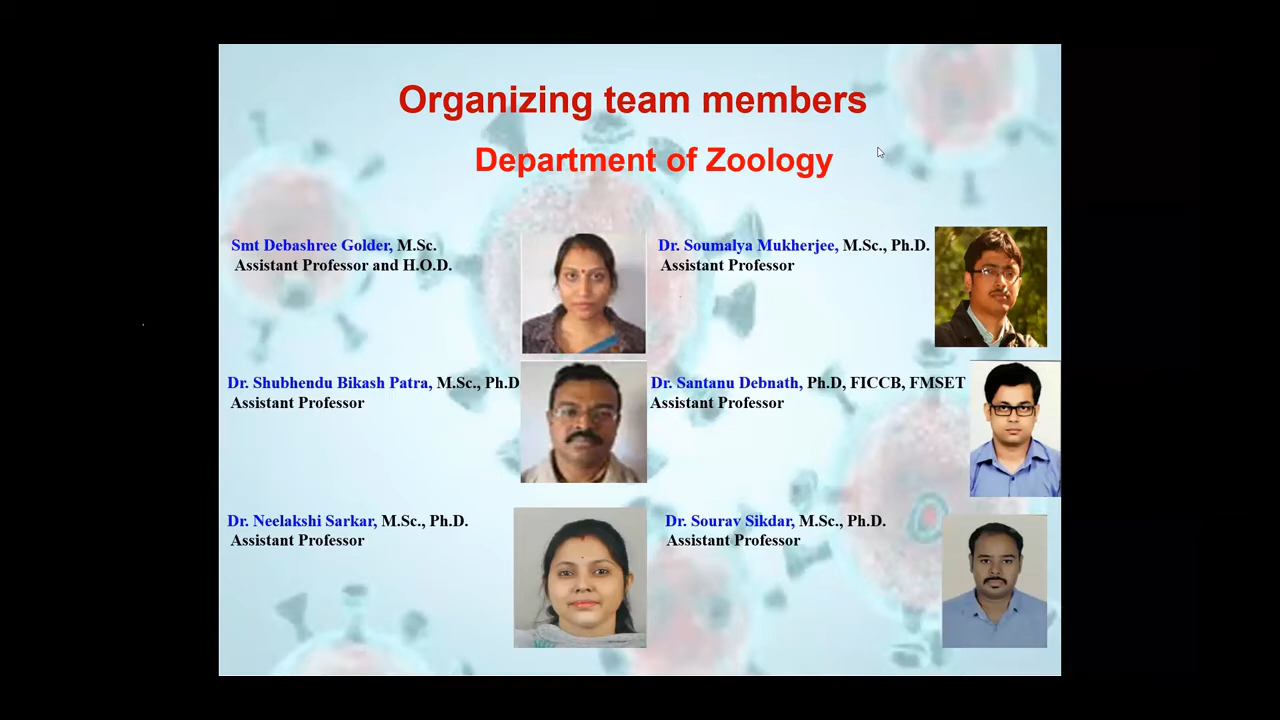 Organizing team members
Department of Zoology
Smt Debashree Golder, M.Sc.
Assistant Professor and H.O.D.
Dr. Soumalya Mukherjee, M.Sc., Ph.D.
Assistant Professor
Dr. Shubhendu Bikash Patra, M.Sc., Ph.D
Assistant Professor
Dr. Santanu Debnath, Ph.D, FICCB, FMSET
Assistant Professor
Dr. Neelakshi Sarkar, M.Sc., Ph.D.
Assistant Professor
Dr. Sourav Sikdar, M.Sc., Ph.D.
Assistant Professor